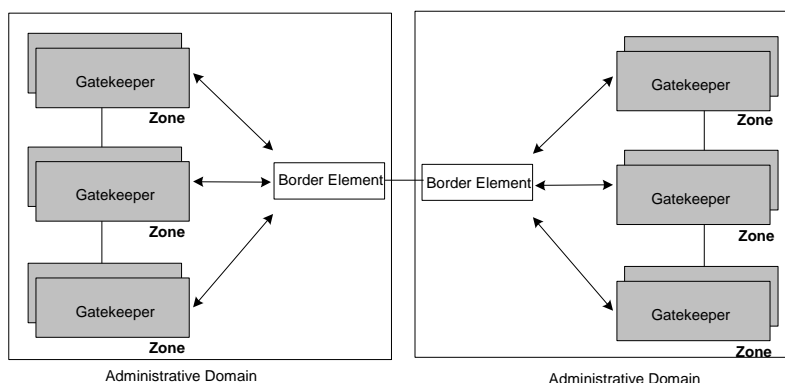 Gatekeeper
Zone
Gatekeeper
Zone
Gatekeeper
Zone
Border Element
Administrative Domain
Border Element
Gatekeeper
Zone
Gatekeeper
Zone
Gatekeeper
Zone
Administrative Domain